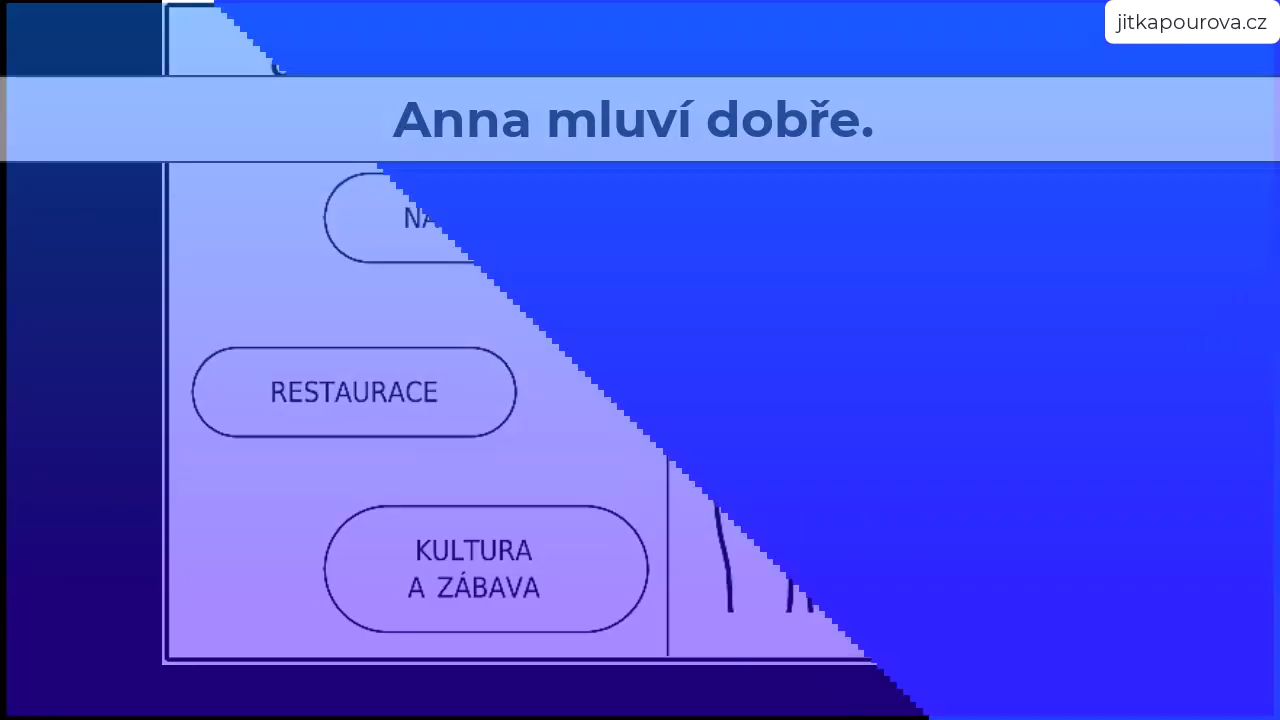 jitkapourova.cz
Anna mluví dobře.
RESTAURACE
KULTURA
A ZÁBAVA